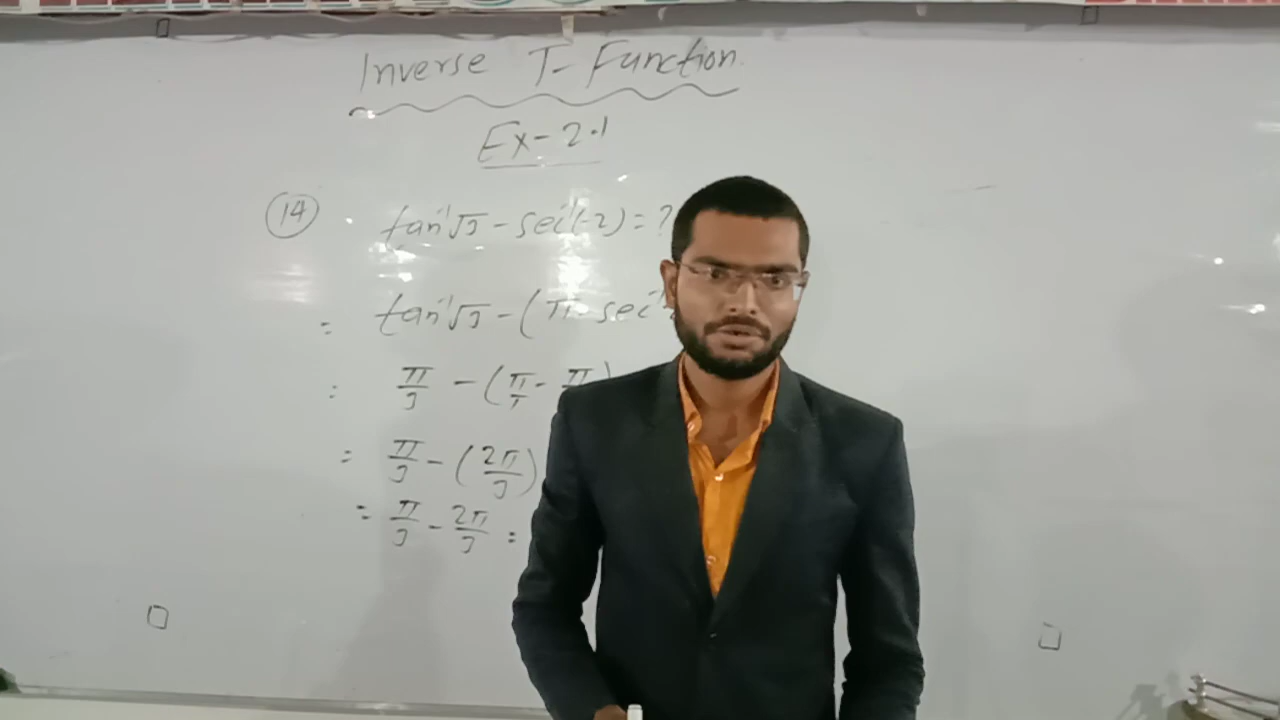 Inverse T- Function
Ex-2.1
14 tan⁻¹√3 - sec⁻¹(-2) = ?
= tan⁻¹√3 - (π - sec⁻¹
: π/3 - (π/1 - π
= π/3 - (2π/3)
= π/3 - 2π/3 =